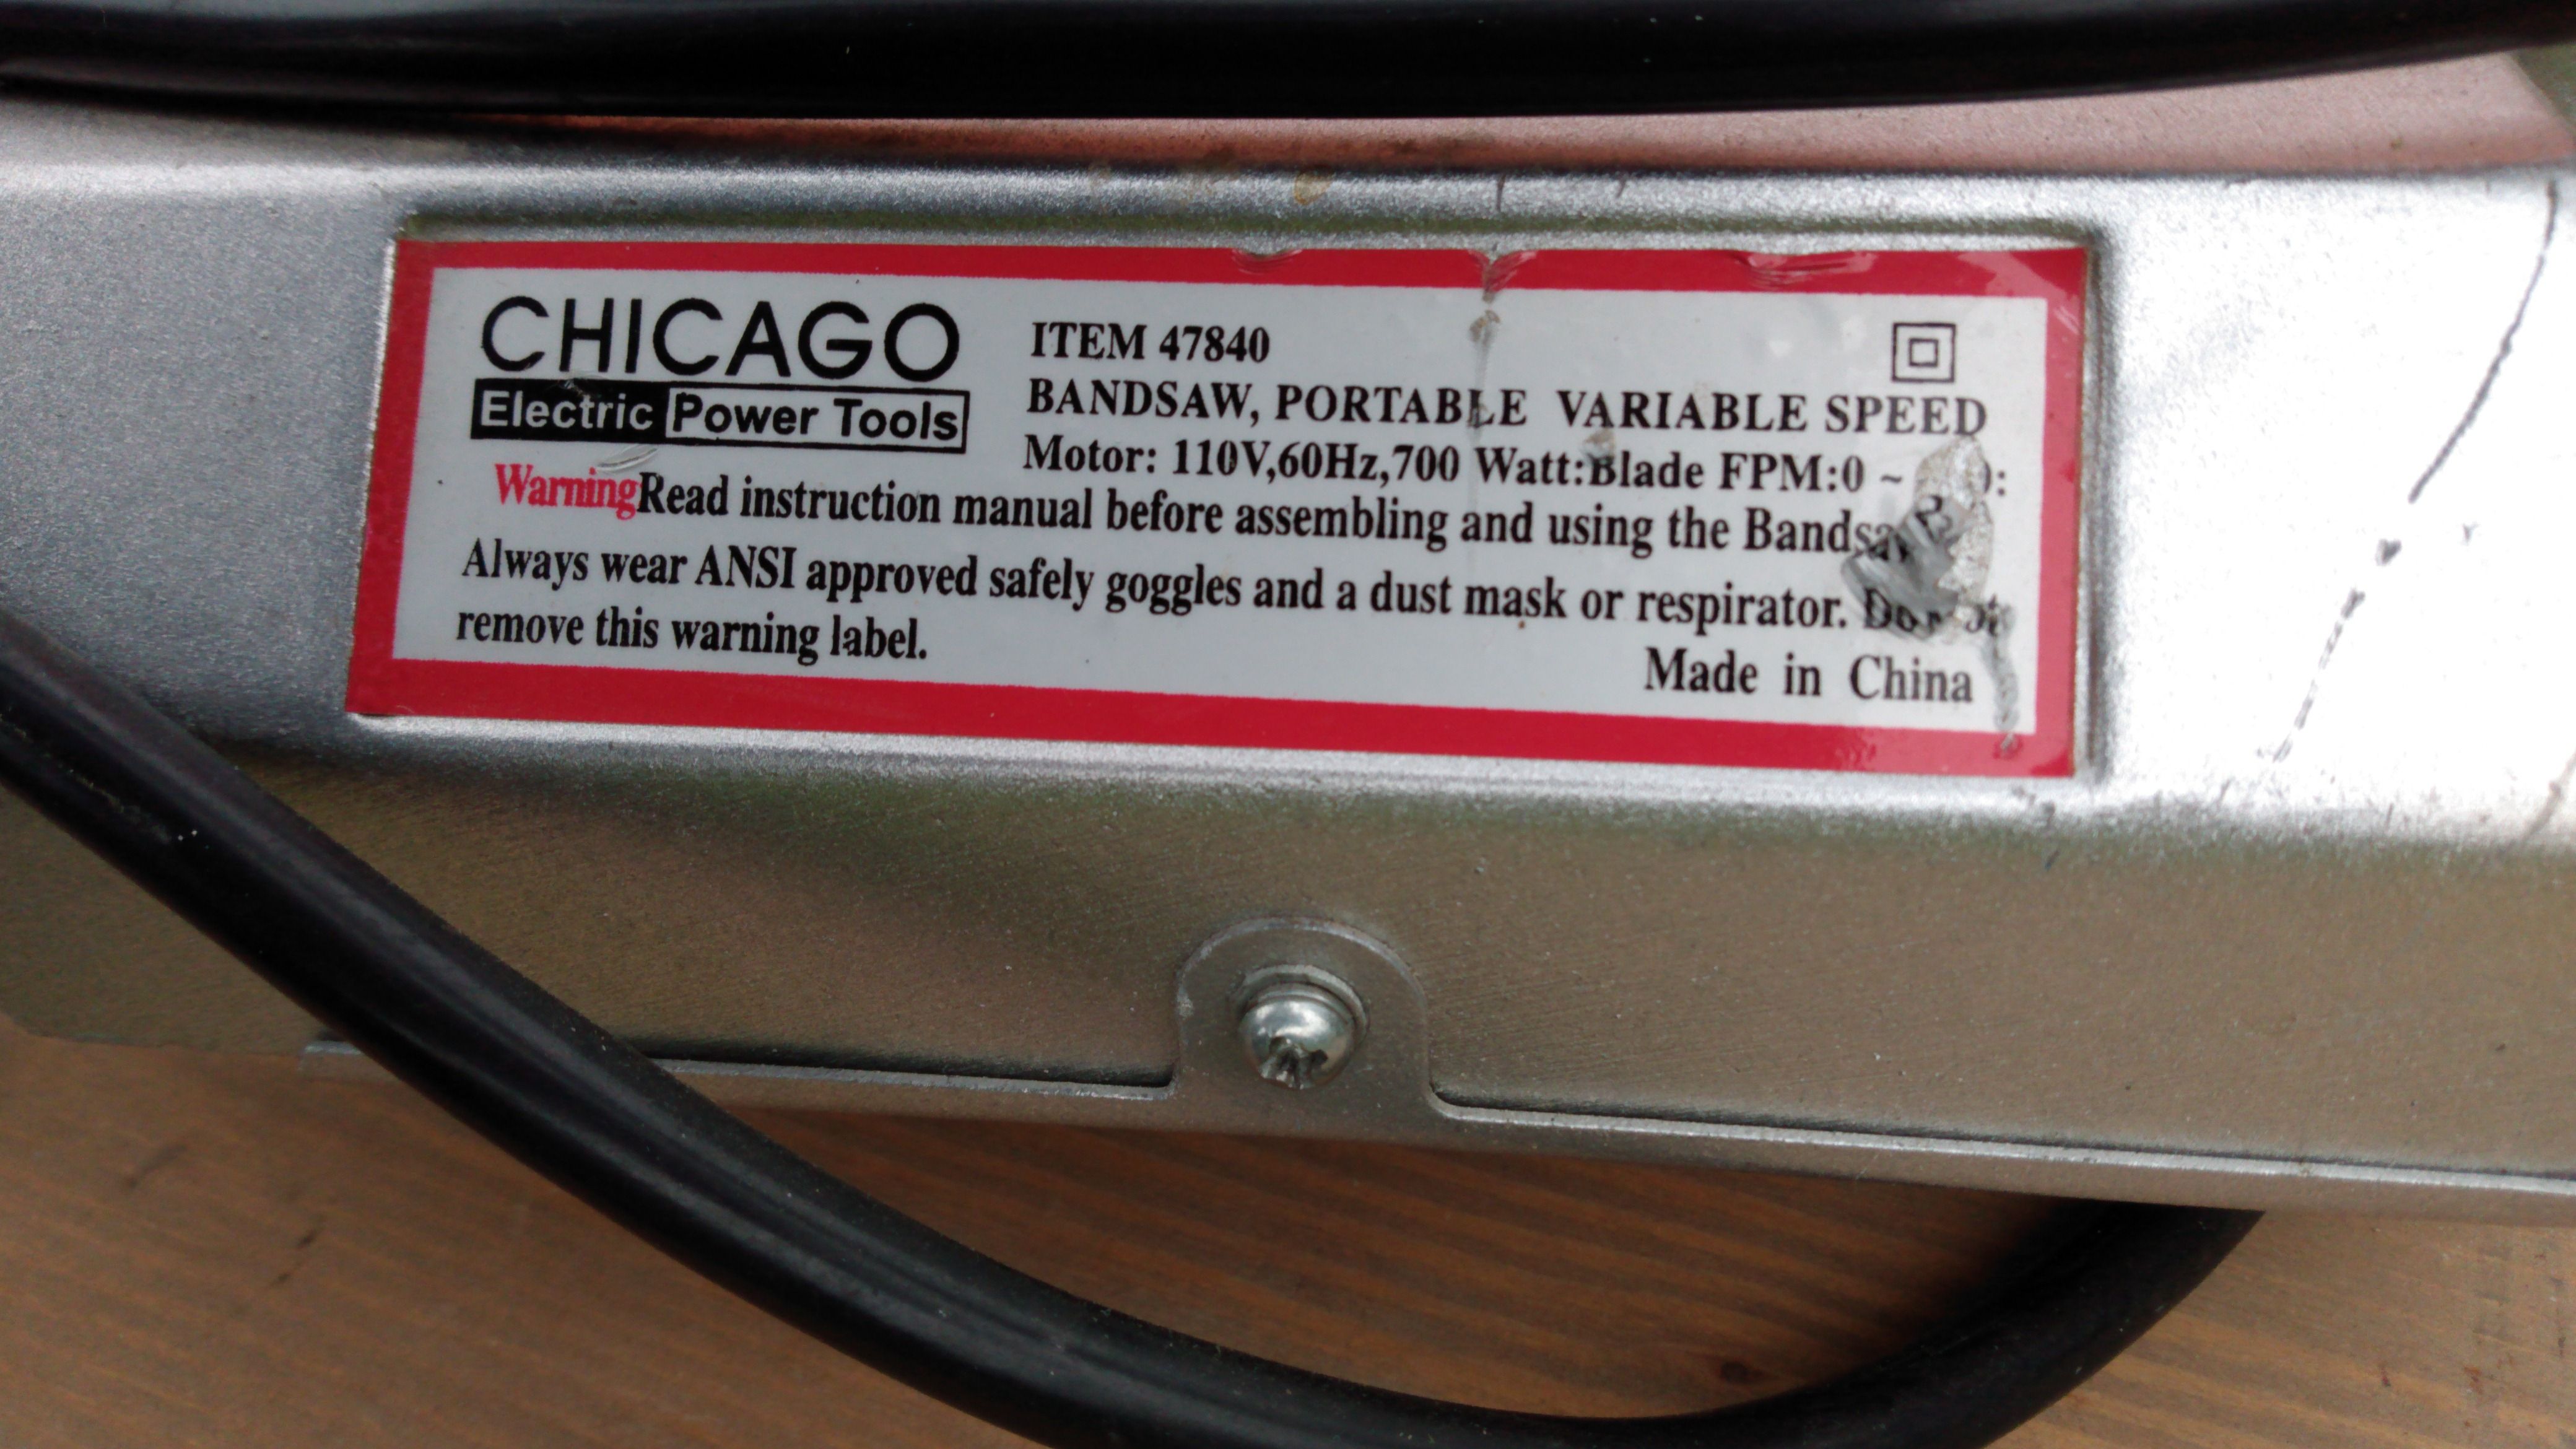 CHICAGO
Electric Power Tools
ITEM 47840
BANDSAW, PORTABLE VARIABLE SPEED
Motor: 110V,60Hz,700 Watt:Blade FPM:0 ~
WarningRead instruction manual before assembling and using the
Always wear ANSI approved safely goggles and a dust mask or respirator.
remove this warning label.
Made in China